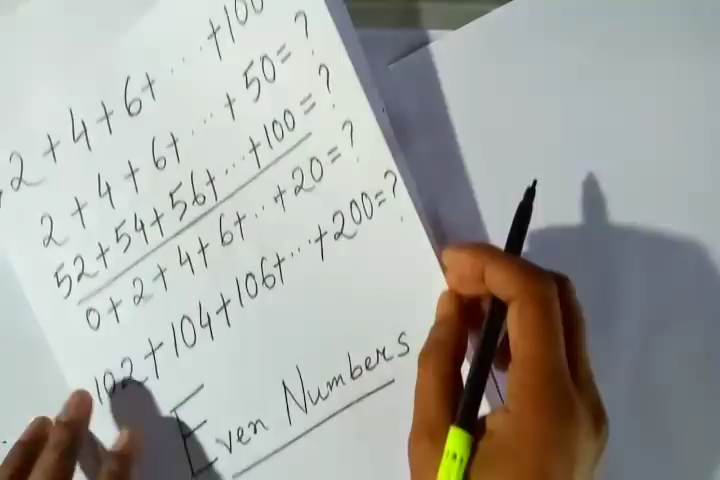 2 + 4 + 6 + .... + 100
2 + 4 + 6 + ... + 50 = ?
52 + 54 + 56 + ... + 100 = ?
0 + 2 + 4 + 6 + ... + 20 = ?
102 + 104 + 106 + ... + 200 = ?
Even Numbers